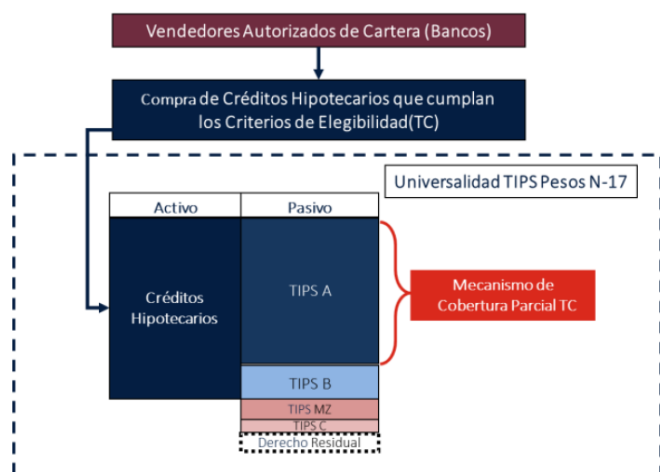 Vendedores Autorizados de Cartera (Bancos)
Compra de Créditos Hipotecarios que cumplan
los Criterios de Elegibilidad(TC)
Universalidad TIPS Pesos N-17
Activo
Pasivo
Créditos
Hipotecarios
TIPS A
Mecanismo de
Cobertura Parcial TC
TIPS B
TIPS MZ
TIPS C
Derecho Residual